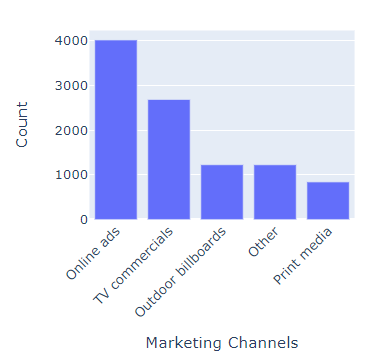 4000
3000
2000
1000
0
Count
Online ads
TV commercials
Outdoor billboards
Other
Print media
Marketing Channels